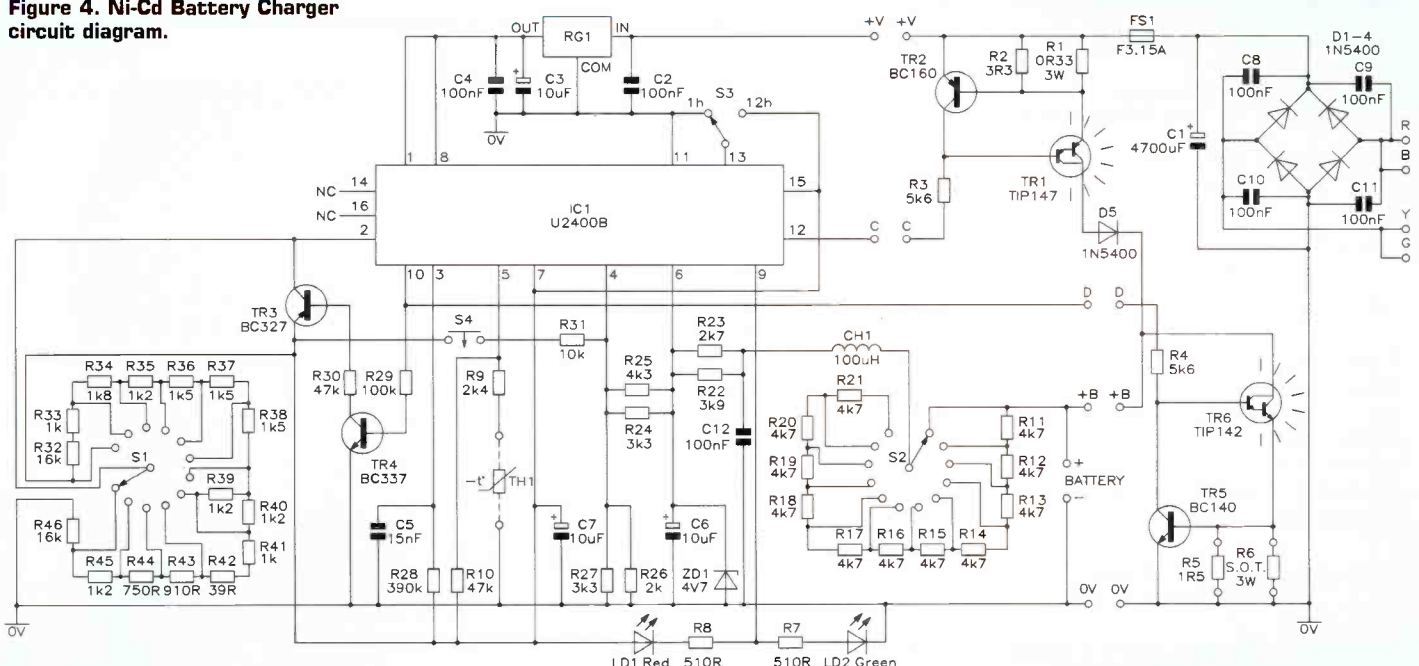 Figure 4. Ni-Cd Battery Charger
circuit diagram.
OUT
RG1
IN
COM
C4
100nF
C3
10uF
+
C2
100nF
0V
1h
S3
12h
+V
+V
TR2
BC160
R2
3R3
R1
0R33
3W
FS1
F3.15A
D1-4
1N5400
C8
100nF
C9
100nF
C1
4700uF
+
R
B
C10
100nF
C11
100nF
Y
G
TR1
TIP147
R3
5k6
D5
1N5400
1
8
11
13
14
NC
16
NC
2
IC1
U2400B
15
12
C
C
10
3
5
7
4
6
9
D
D
TR3
BC327
S4
R31
10k
R30
47k
R29
100k
R9
2k4
R23
2k7
R22
3k9
R25
4k3
R24
3k3
C12
100nF
CH1
100uH
R4
5k6
+B
+B
TR6
TIP142
R34
1k8
R35
1k2
R36
1k5
R37
1k5
R33
1k
R32
16k
R38
1k5
S1
R39
1k2
R40
1k2
R41
1k
R46
16k
R45
1k2
R44
750R
R43
910R
R42
39R
0V
TR4
BC337
-t°
TH1
C5
15nF
R28
390k
R10
47k
C7
10uF
+
R27
3k3
R26
2k
C6
10uF
+
ZD1
4V7
R21
4k7
R20
4k7
R19
4k7
R18
4k7
S2
R11
4k7
R12
4k7
R13
4k7
R17
4k7
R16
4k7
R15
4k7
R14
4k7
+
BATTERY
-
TR5
BC140
R5
1R5
R6
S.O.T.
3W
0V
0V
0V
LD1 Red
R8
510R
R7
510R
LD2 Green